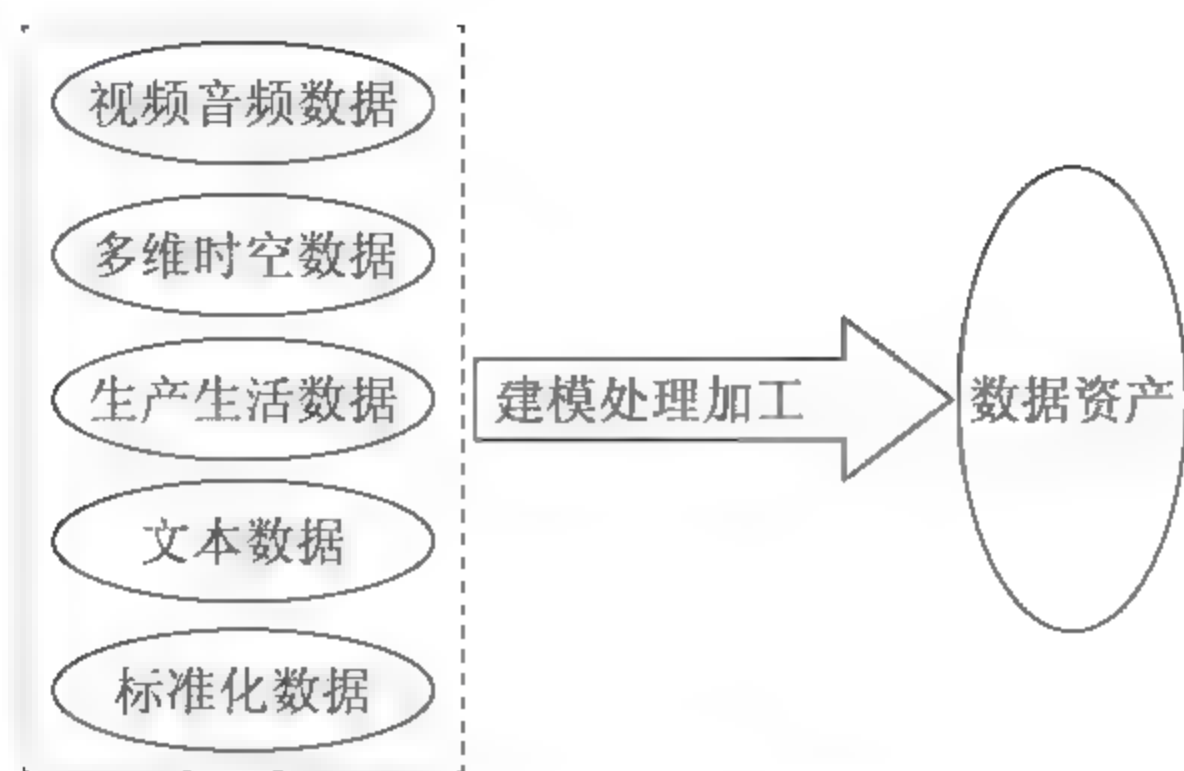 视频音频数据
多维时空数据
生产生活数据
文本数据
标准化数据
建模处理加工
数据资产